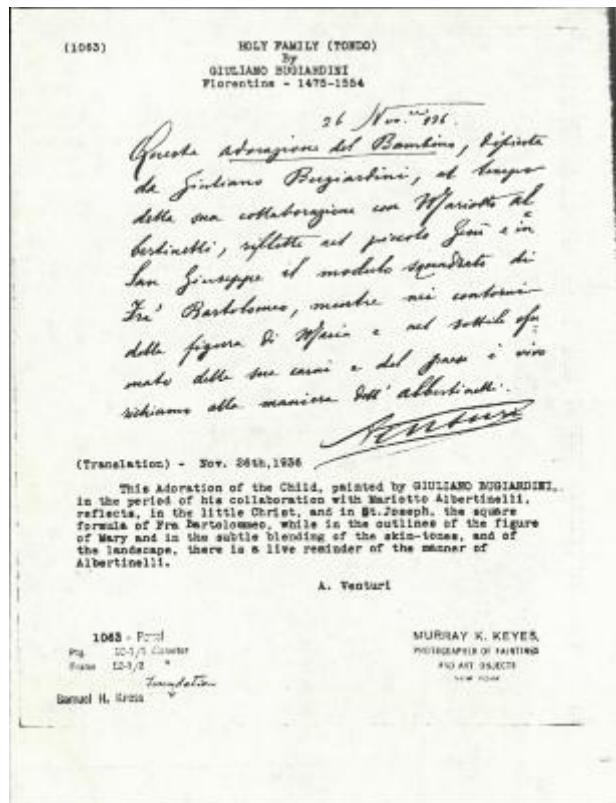 (1063)
HOLY FAMILY (TONDO)
By
GIULIANO BUGIARDINI
Florentine - 1475-1554
26 Nov. 1936.
Questa adorazione del Bambino, dipinta
da Giuliano Bugiardini, al tempo
della sua collaborazione con Mariotto Al
bertinelli, riflette nel piccolo Gesù e in
San Giuseppe il modulo squadrato di
Fra' Bartolomeo, mentre nei contorni
della figura di Maria e nel sottile sfu
mato delle sue carni e del paese è vivo
richiamo alla maniera dell'Albertinelli.
AVenturi
(Translation) - Nov. 26th,1936
This Adoration of the Child, painted by GIULIANO BUGIARDINI,
in the period of his collaboration with Mariotto Albertinelli,
reflects, in the little Christ, and in St.Joseph, the square
formula of Fra Bartolommeo, while in the outlines of the figure
of Mary and in the subtle blending of the skin-tones, and of
the landscape, there is a live reminder of the manner of
Albertinelli.
A. Venturi
1063 - Panel
Ptg. Diameter
Frame "
Foundation
Samuel H. Kress
MURRAY K. KEYES,
PHOTOGRAPHER OF PAINTINGS
AND ART OBJECTS
NEW YORK